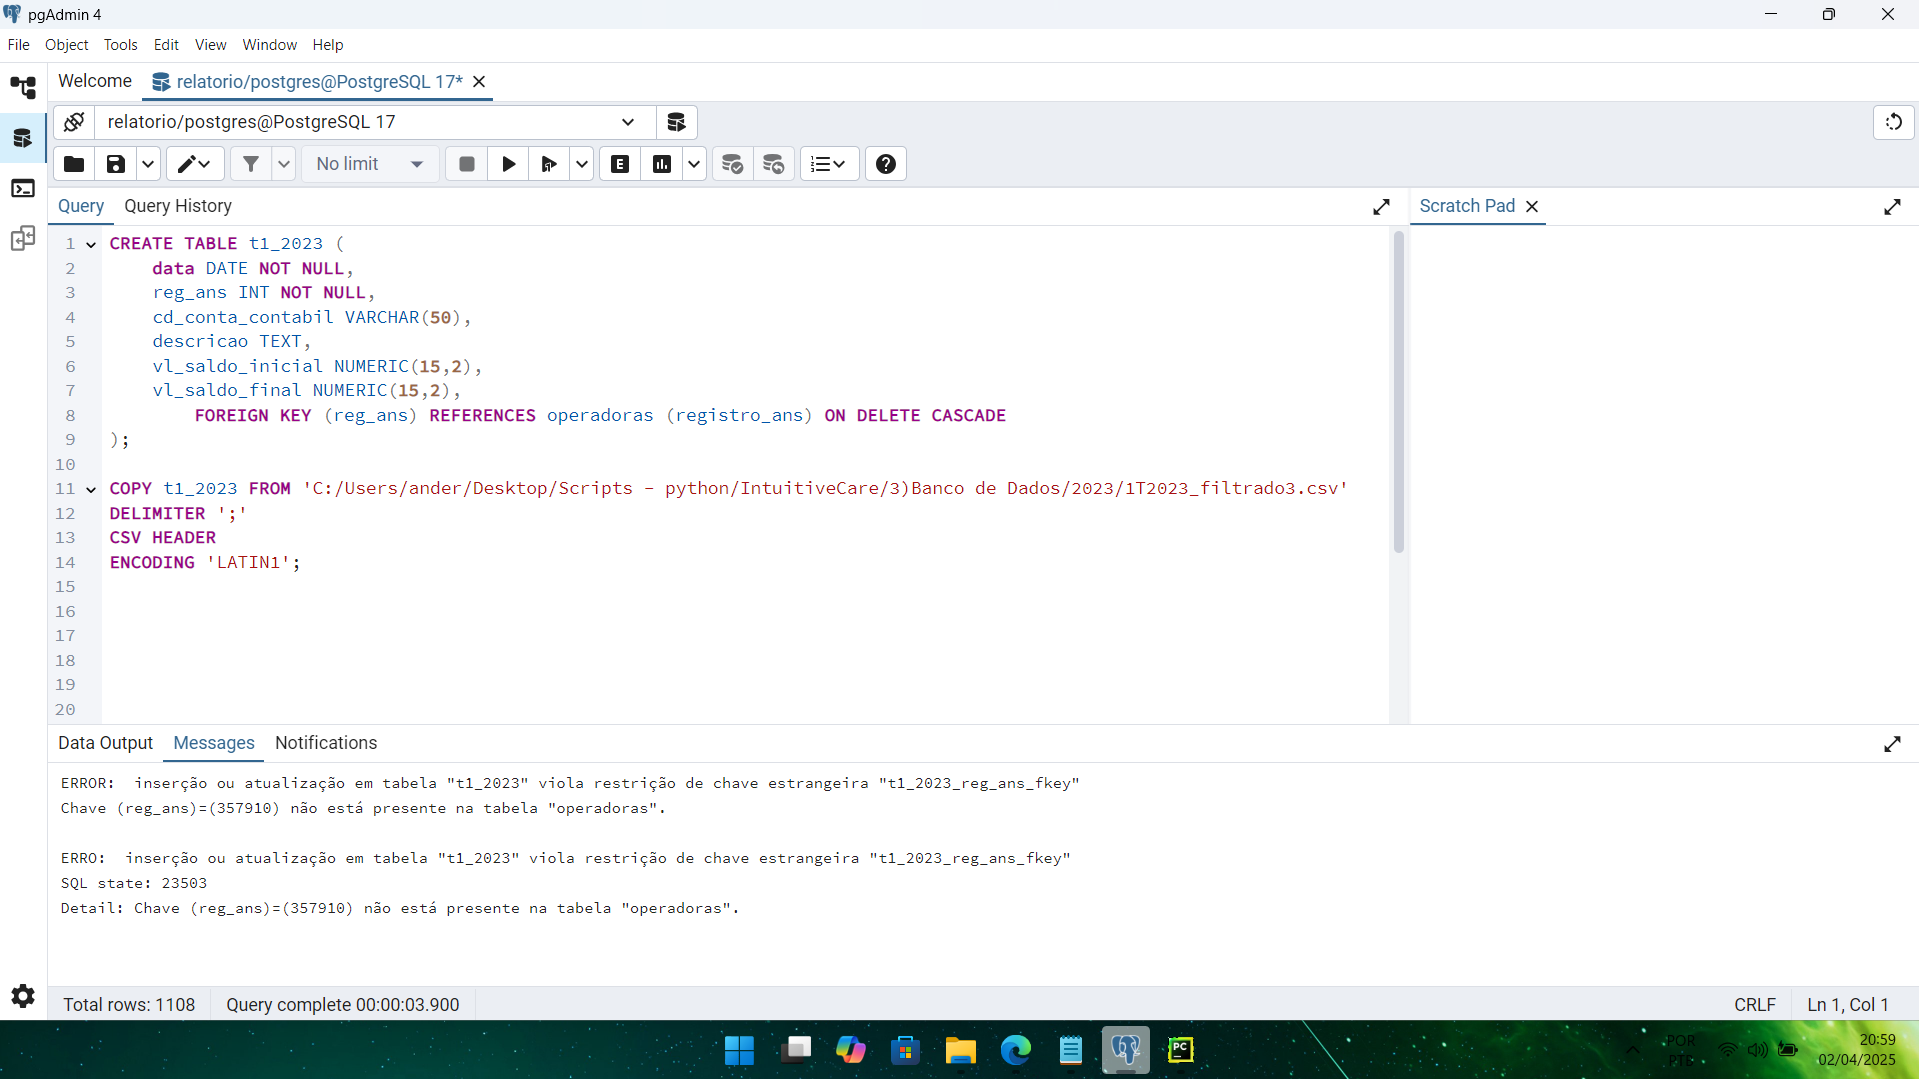 pgAdmin 4
File Object Tools Edit View Window Help
Welcome relatorio/postgres@PostgreSQL 17*
relatorio/postgres@PostgreSQL 17
No limit
E
Query Query History
Scratch Pad
1 CREATE TABLE t1_2023 (
2 data DATE NOT NULL,
3 reg_ans INT NOT NULL,
4 cd_conta_contabil VARCHAR(50),
5 descricao TEXT,
6 vl_saldo_inicial NUMERIC(15,2),
7 vl_saldo_final NUMERIC(15,2),
8 FOREIGN KEY (reg_ans) REFERENCES operadoras (registro_ans) ON DELETE CASCADE
9 );
10
11 COPY t1_2023 FROM 'C:/Users/ander/Desktop/Scripts - python/IntuitiveCare/3)Banco de Dados/2023/1T2023_filtrado3.csv'
12 DELIMITER ';'
13 CSV HEADER
14 ENCODING 'LATIN1';
15
16
17
18
19
20
Data Output Messages Notifications
ERROR:  inserção ou atualização em tabela "t1_2023" viola restrição de chave estrangeira "t1_2023_reg_ans_fkey"
Chave (reg_ans)=(357910) não está presente na tabela "operadoras".
ERRO:  inserção ou atualização em tabela "t1_2023" viola restrição de chave estrangeira "t1_2023_reg_ans_fkey"
SQL state: 23503
Detail: Chave (reg_ans)=(357910) não está presente na tabela "operadoras".
Total rows: 1108 Query complete 00:00:03.900 CRLF Ln 1, Col 1
PC
POR
PTB
20:59
02/04/2025